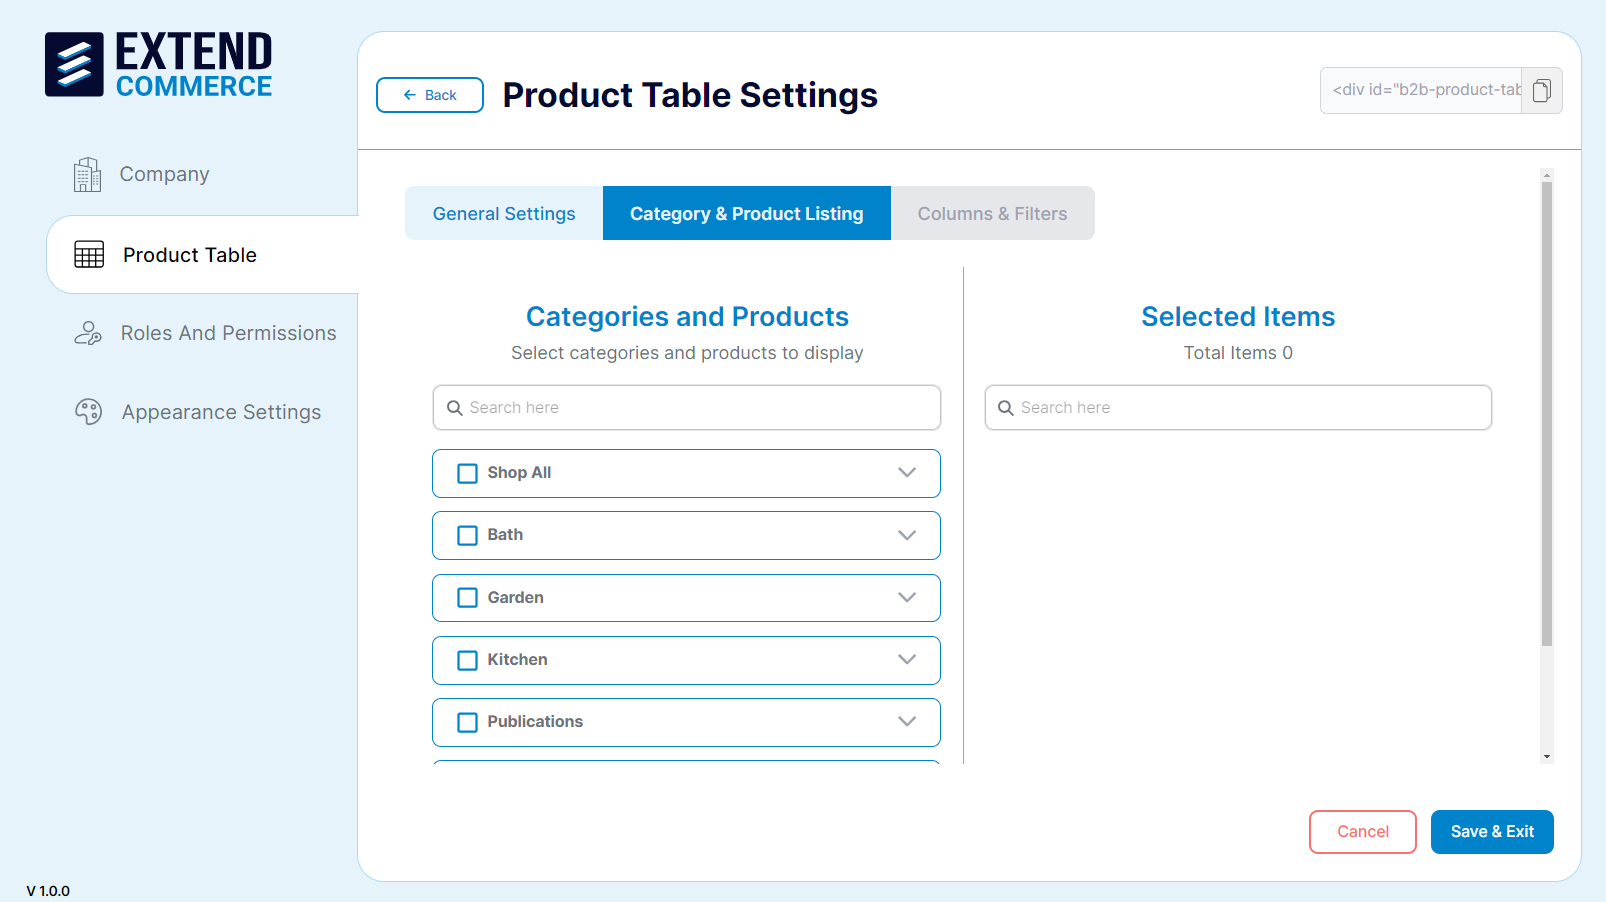 EXTEND
COMMERCE
Company
Product Table
Roles And Permissions
Appearance Settings
V 1.0.0
Back
Product Table Settings
<div id="b2b-product-tab
General Settings
Category & Product Listing
Columns & Filters
Categories and Products
Select categories and products to display
Search here
Shop All
Bath
Garden
Kitchen
Publications
Selected Items
Total Items 0
Search here
Cancel
Save & Exit